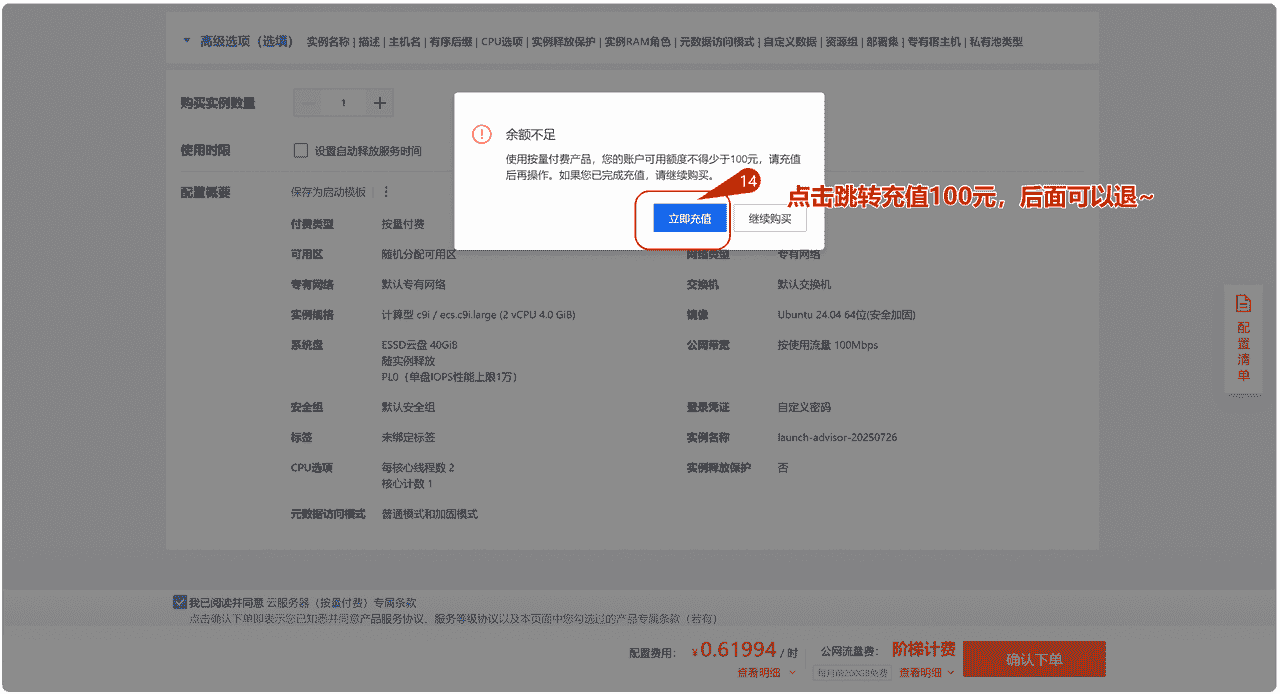 高级选项（选填） 实例名称 | 描述 | 主机名 | 有序后缀 | CPU选项 | 实例释放保护 | 实例RAM角色 | 元数据访问模式 | 自定义数据 | 资源组 | 部署集 | 专有宿主机 | 私有池类型
购买实例数量 1
余额不足
使用按量付费产品，您的账户可用额度不得少于100元，请充值
后再操作。如果您已完成充值，请继续购买。
14
点击跳转充值100元，后面可以退~
立即充值 继续购买
使用时限 设置自动释放服务时间
配置概要 保存为启动模板
付费类型 按量付费
可用区 随机分配可用区 网络类型 专有网络
专有网络 默认专有网络 交换机 默认交换机
实例规格 计算型 c9i / ecs.c9i.large (2 vCPU 4.0 GiB) 镜像 Ubuntu 24.04 64位(安全加固)
系统盘 ESSD云盘 40GiB 公网带宽 按使用流量 100Mbps
随实例释放
PL0（单盘IOPS性能上限1万）
安全组 默认安全组 登录凭证 自定义密码
标签 未绑定标签 实例名称 launch-advisor-20250726
CPU选项 每核心线程数 2 实例释放保护 否
核心计数 1
元数据访问模式 普通模式和加固模式
配置清单
我已阅读并同意 云服务器（按量付费）专属条款
点击确认下单即表示您已知悉并同意产品服务协议、服务等级协议以及本页面中您勾选过的产品专属条款（若有）
配置费用： ¥0.61994 / 时 公网流量费： 阶梯计费 确认下单
查看明细 每月前200GB免费 查看明细